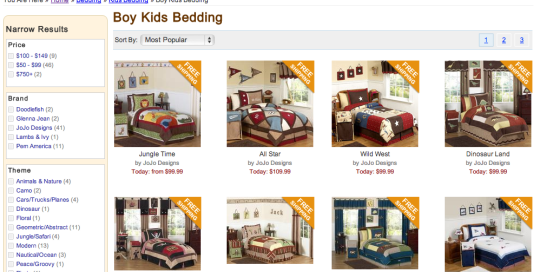 You Are Here » Home » Bedding » Kids Bedding » Boy Kids Bedding
Boy Kids Bedding
Narrow Results
Sort By: Most Popular
1 2 3
Price
$100 - $149 (9)
$50 - $99 (46)
$750+ (2)
Brand
Doodlefish (2)
Glenna Jean (2)
JoJo Designs (41)
Lambs & Ivy (1)
Pem America (11)
Theme
Animals & Nature (4)
Camo (2)
Cars/Trucks/Planes (4)
Dinosaur (1)
Floral (1)
Geometric/Abstract (11)
Jungle/Safari (4)
Modern (13)
Nautical/Ocean (3)
Peace/Groovy (1)
FREE SHIPPING
FREE SHIPPING
FREE SHIPPING
FREE SHIPPING
Jungle Time
by JoJo Designs
Today: from $99.99
All Star
by JoJo Designs
Today: $109.99
Wild West
by JoJo Designs
Today: $99.99
Dinosaur Land
by JoJo Designs
Today: $99.99
FREE SHIPPING
FREE SHIPPING
FREE SHIPPING
FREE SHIPPING
Jack